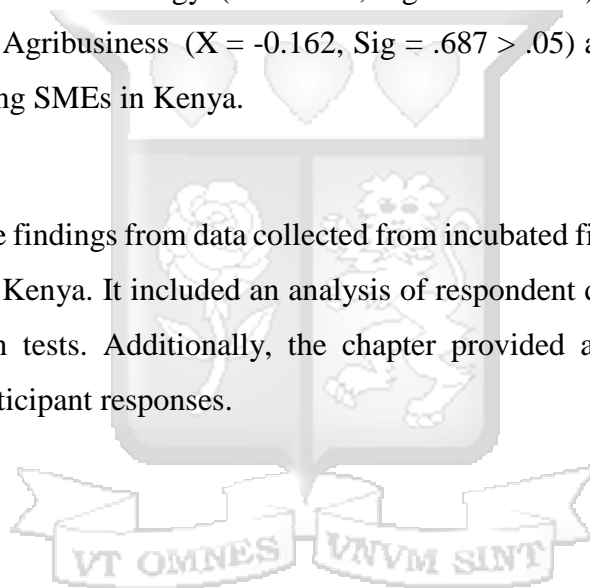 Agribusiness (X = -0.162, Sig = .687 > .05) a
ng SMEs in Kenya.
e findings from data collected from incubated fi
Kenya. It included an analysis of respondent
n tests. Additionally, the chapter provided a
ticipant responses.
VT OMNES VNVM SINT